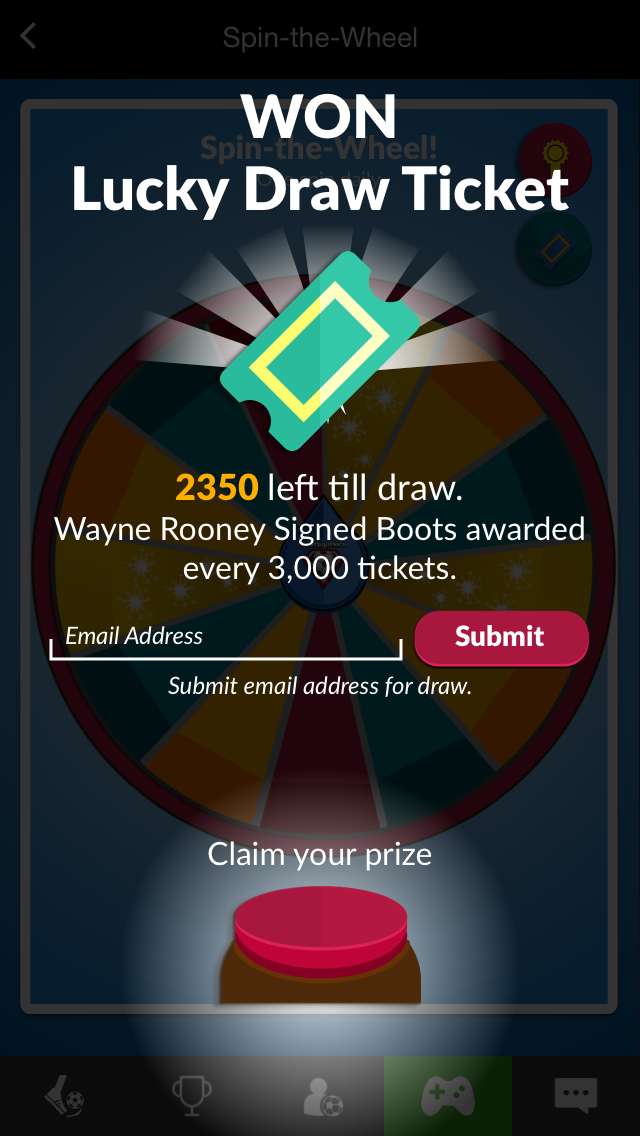 Spin-the-Wheel
WON
Spin-the-Wheel!
Lucky Draw Ticket
2350 left till draw.
Wayne Rooney Signed Boots awarded
every 3,000 tickets.
Email Address
Submit
Submit email address for draw.
Claim your prize